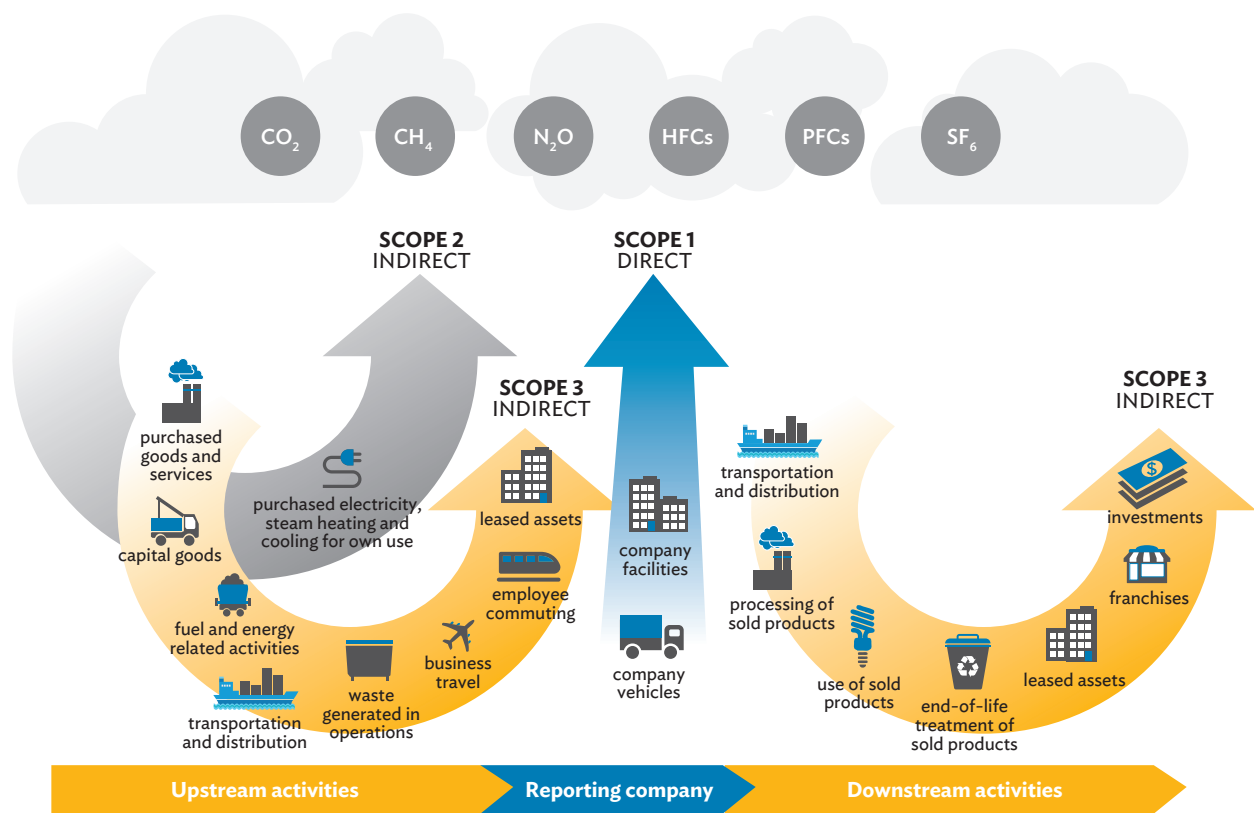 CO₂
CH₄
N₂O
HFCs
PFCs
SF₆
SCOPE 2
INDIRECT
SCOPE 1
DIRECT
SCOPE 3
INDIRECT
SCOPE 3
INDIRECT
purchased
goods and
services
capital goods
fuel and energy
related activities
transportation
and distribution
purchased electricity,
steam heating and
cooling for own use
waste
generated in
operations
business
travel
employee
commuting
leased assets
company
facilities
company
vehicles
transportation
and distribution
processing of
sold products
use of sold
products
end-of-life
treatment of
sold products
leased assets
franchises
$
investments
Upstream activities
Reporting company
Downstream activities